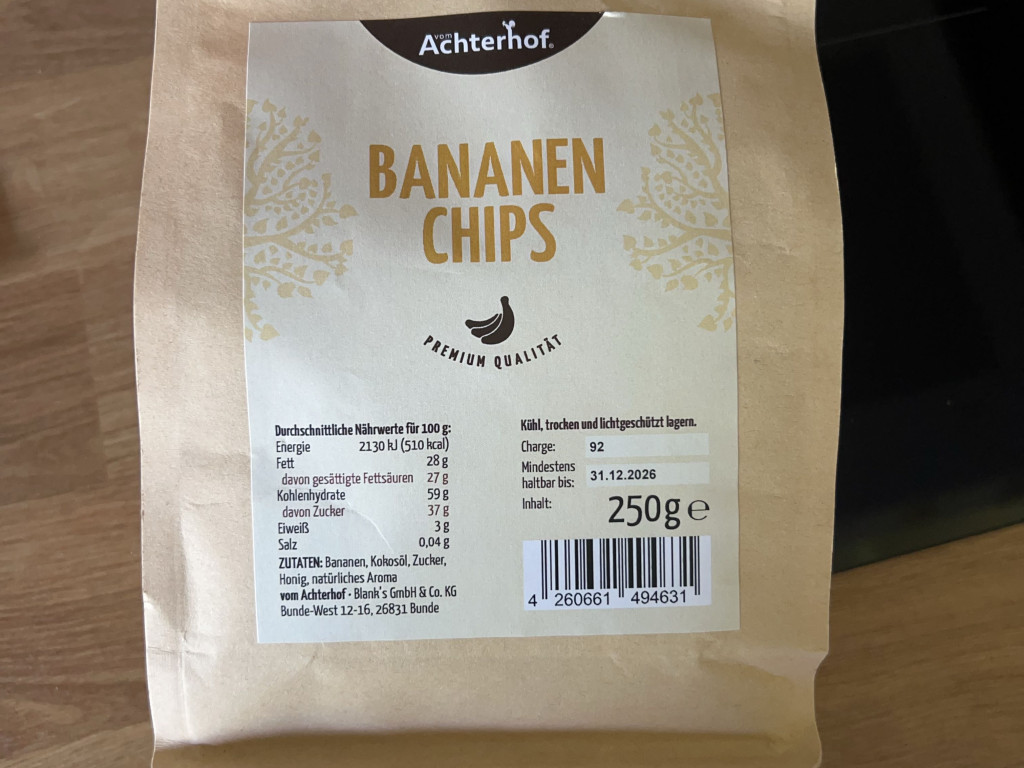 vom
Achterhof®
BANANEN
CHIPS
PREMIUM QUALITÄT
Durchschnittliche Nährwerte für 100 g:
Energie 2130 kJ (510 kcal)
Fett 28 g
davon gesättigte Fettsäuren 27 g
Kohlenhydrate 59 g
davon Zucker 37 g
Eiweiß 3 g
Salz 0,04 g
ZUTATEN: Bananen, Kokosöl, Zucker,
Honig, natürliches Aroma
vom Achterhof · Blank's GmbH & Co. KG
Bunde-West 12-16, 26831 Bunde
Kühl, trocken und lichtgeschützt lagern.
Charge: 92
Mindestens
haltbar bis: 31.12.2026
Inhalt: 250g e
4 260661 494631